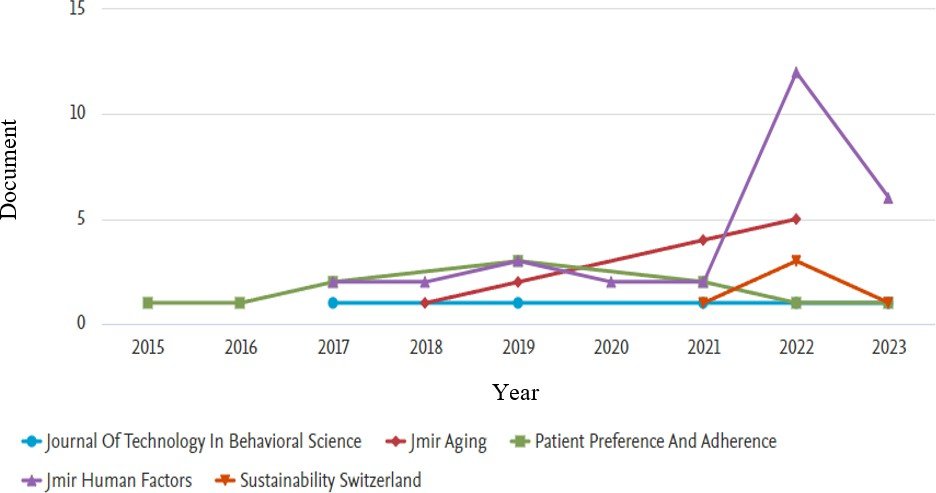 15
10
5
0
Document
2015 2016 2017 2018 2019 2020 2021 2022 2023
Year
Journal Of Technology In Behavioral Science Jmir Aging Patient Preference And Adherence
Jmir Human Factors Sustainability Switzerland